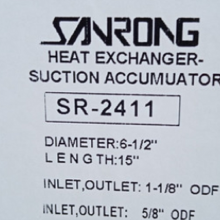 SANRONG
HEAT EXCHANGER-
SUCTION ACCUMUATOR
SR-2411
DIAMETER:6-1/2"
LENGTH:15"
INLET,OUTLET: 1-1/8" ODF
INLET,OUTLET: 5/8" ODF